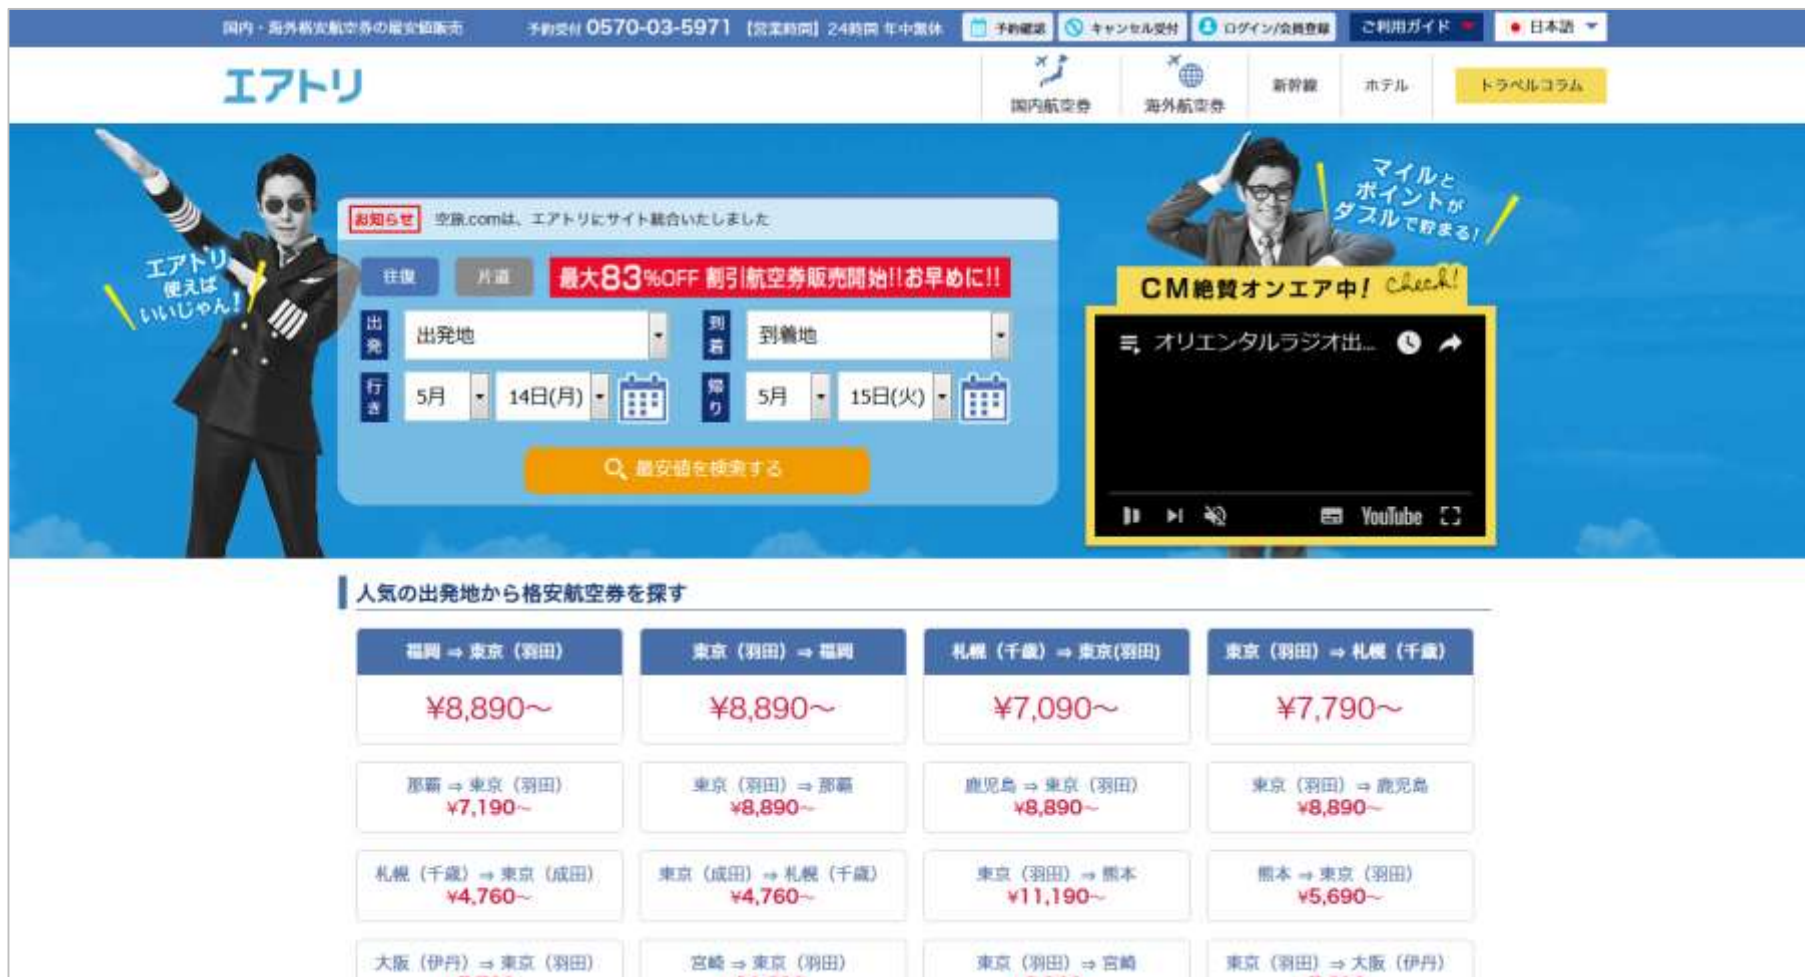 国内・海外格安航空券の最安値販売
予約受付 0570-03-5971 【営業時間】24時間 年中無休
予約確認
キャンセル受付
ログイン/会員登録
ご利用ガイド
日本語
エアトリ
国内航空券
海外航空券
新幹線
ホテル
トラベルコラム
エアトリ
使えば
いいじゃん!
マイルと
ポイントが
ダブルで貯まる!
お知らせ 空旅.comは、エアトリにサイト統合いたしました
往復
片道
最大83%OFF 割引航空券販売開始!!お早めに!!
出発
出発地
到着
到着地
行き
5月
14日(月)
帰り
5月
15日(火)
最安値を検索する
CM絶賛オンエア中! Check!
オリエンタルラジオ出...
YouTube
人気の出発地から格安航空券を探す
福岡 ⇒ 東京（羽田）
¥8,890～
東京（羽田）⇒ 福岡
¥8,890～
札幌（千歳）⇒ 東京(羽田)
¥7,090～
東京（羽田）⇒ 札幌（千歳）
¥7,790～
那覇 ⇒ 東京（羽田）
¥7,190～
東京（羽田）⇒ 那覇
¥8,890～
鹿児島 ⇒ 東京（羽田）
¥8,890～
東京（羽田）⇒ 鹿児島
¥8,890～
札幌（千歳）⇒ 東京（成田）
¥4,760～
東京（成田）⇒ 札幌（千歳）
¥4,760～
東京（羽田）⇒ 熊本
¥11,190～
熊本 ⇒ 東京（羽田）
¥5,690～
大阪（伊丹）⇒ 東京（羽田）
宮崎 ⇒ 東京（羽田）
東京（羽田）⇒ 宮崎
東京（羽田）⇒ 大阪（伊丹）